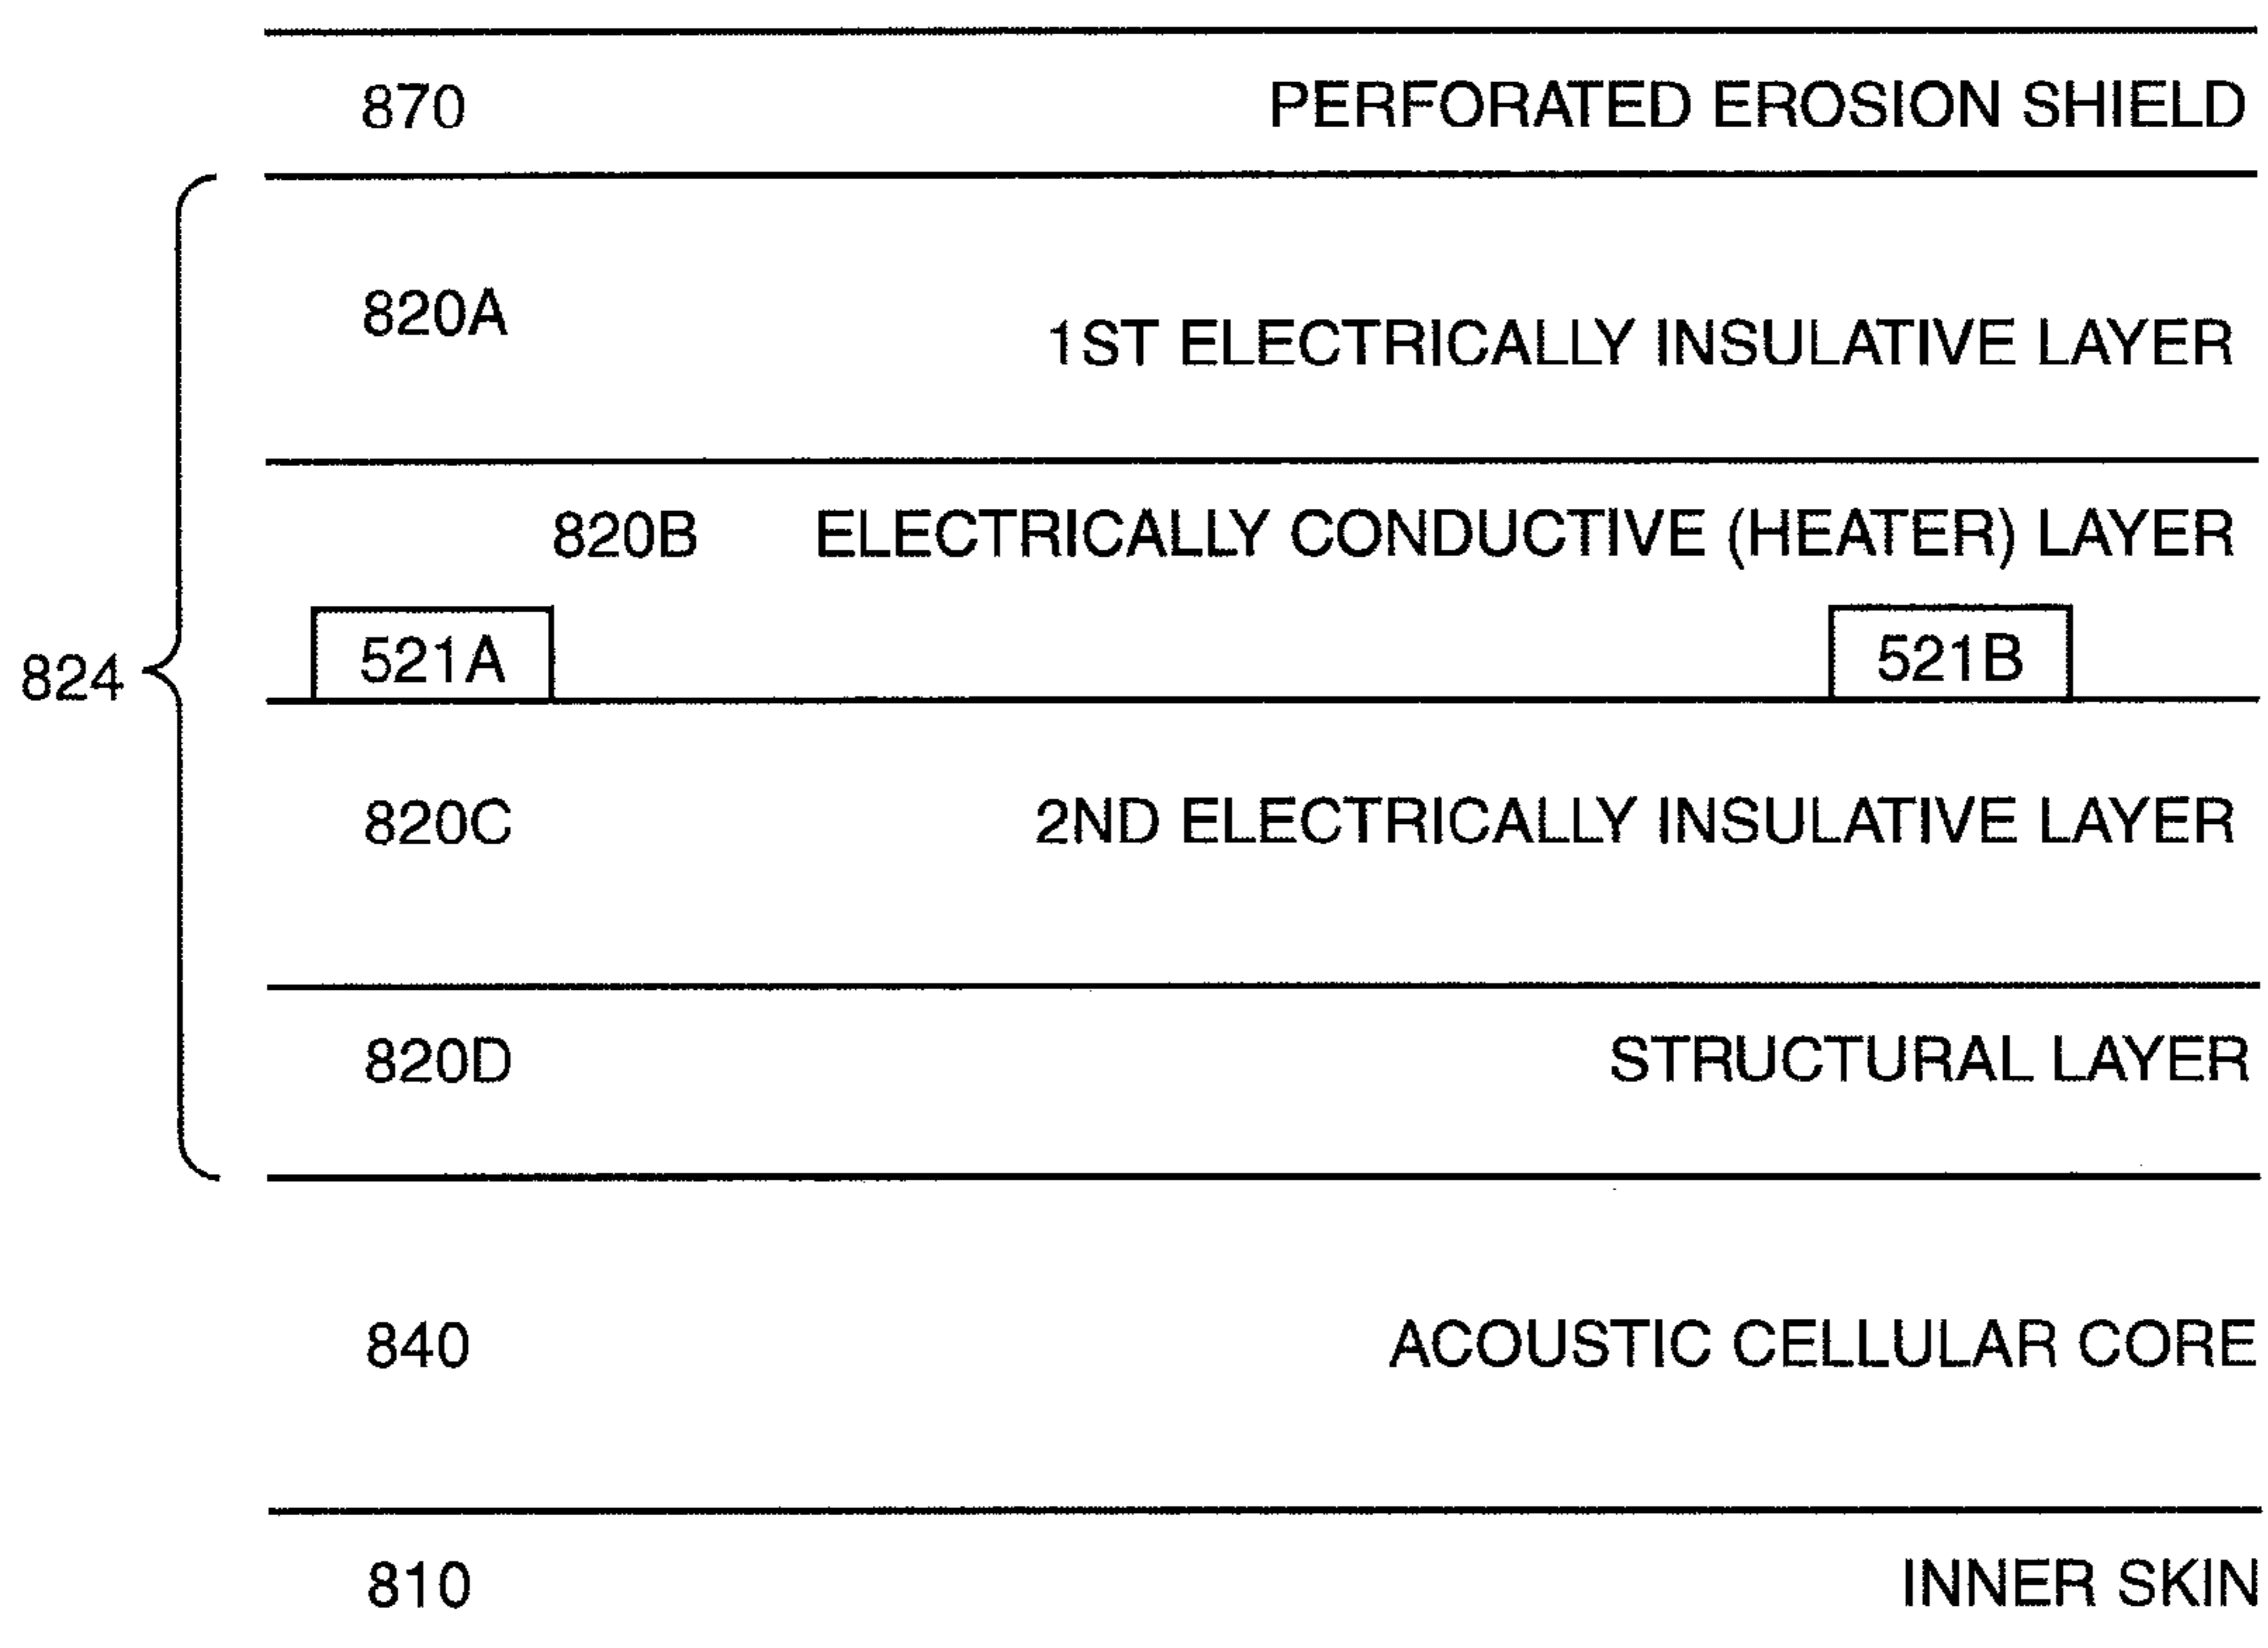 870 PERFORATED EROSION SHIELD
820A
1ST ELECTRICALLY INSULATIVE LAYER
820B ELECTRICALLY CONDUCTIVE (HEATER) LAYER
824
521A 521B
820C 2ND ELECTRICALLY INSULATIVE LAYER
820D STRUCTURAL LAYER
840 ACOUSTIC CELLULAR CORE
810 INNER SKIN